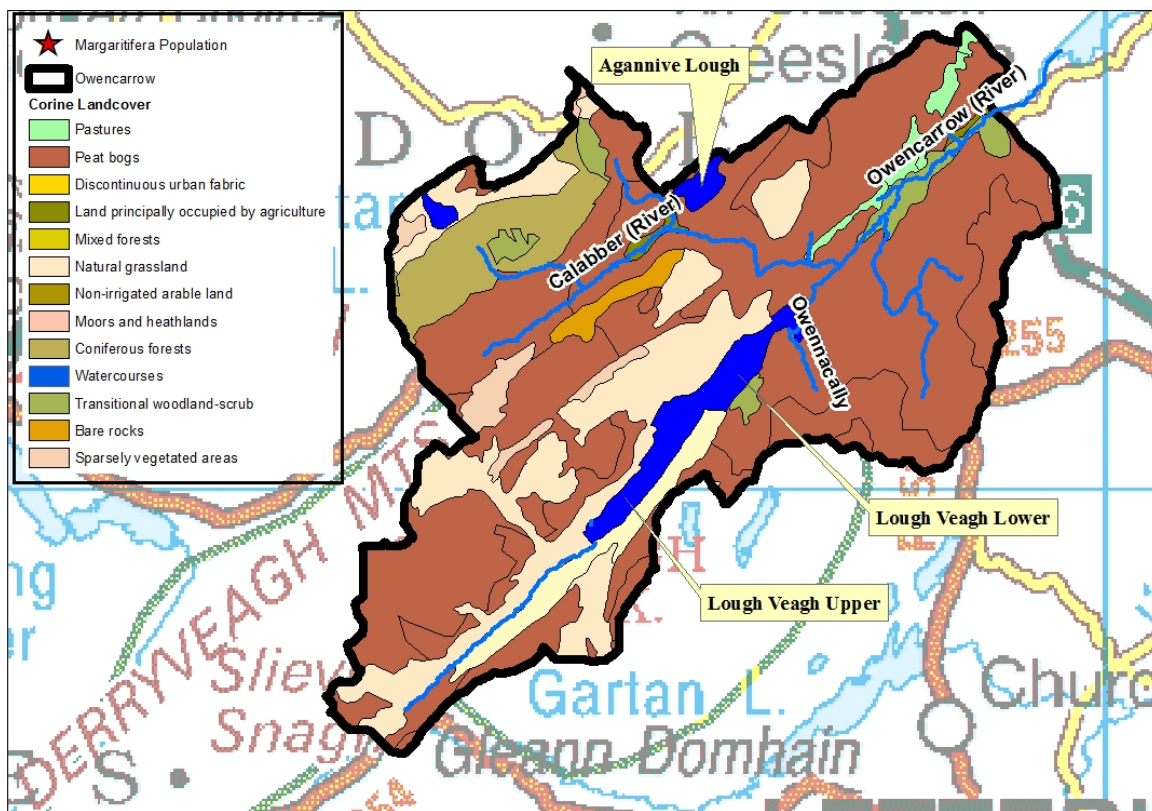 Margaritifera Population
Owencarrow
Corine Landcover
Pastures
Peat bogs
Discontinuous urban fabric
Land principally occupied by agriculture
Mixed forests
Natural grassland
Non-irrigated arable land
Moors and heathlands
Coniferous forests
Watercourses
Transitional woodland-scrub
Bare rocks
Sparsely vegetated areas
Agannive Lough
Owencarrow (River)
Calabber (River)
Owennacally
Lough Veagh Lower
Lough Veagh Upper
D O
6
255
DERRYVEAGH MTS
Gartan L.
Gleann Domhain
Church
254